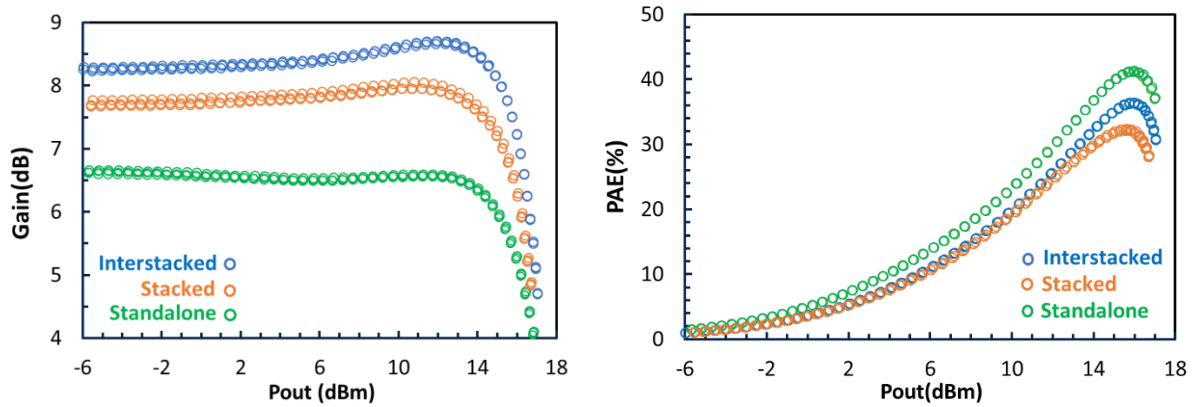 9
8
7
6
5
4
Gain(dB)
Interstacked
Stacked
Standalone
-6
-2
2
6
10
14
18
Pout (dBm)
50
40
30
20
10
0
PAE(%)
Interstacked
Stacked
Standalone
-6
-2
2
6
10
14
18
Pout(dBm)